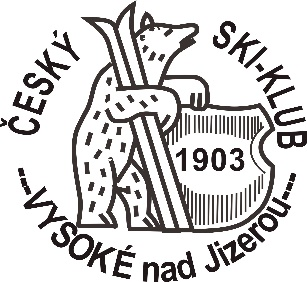 ČESKÝ SKI-KLUB
1903
---VYSOKÉ nad Jizerou---